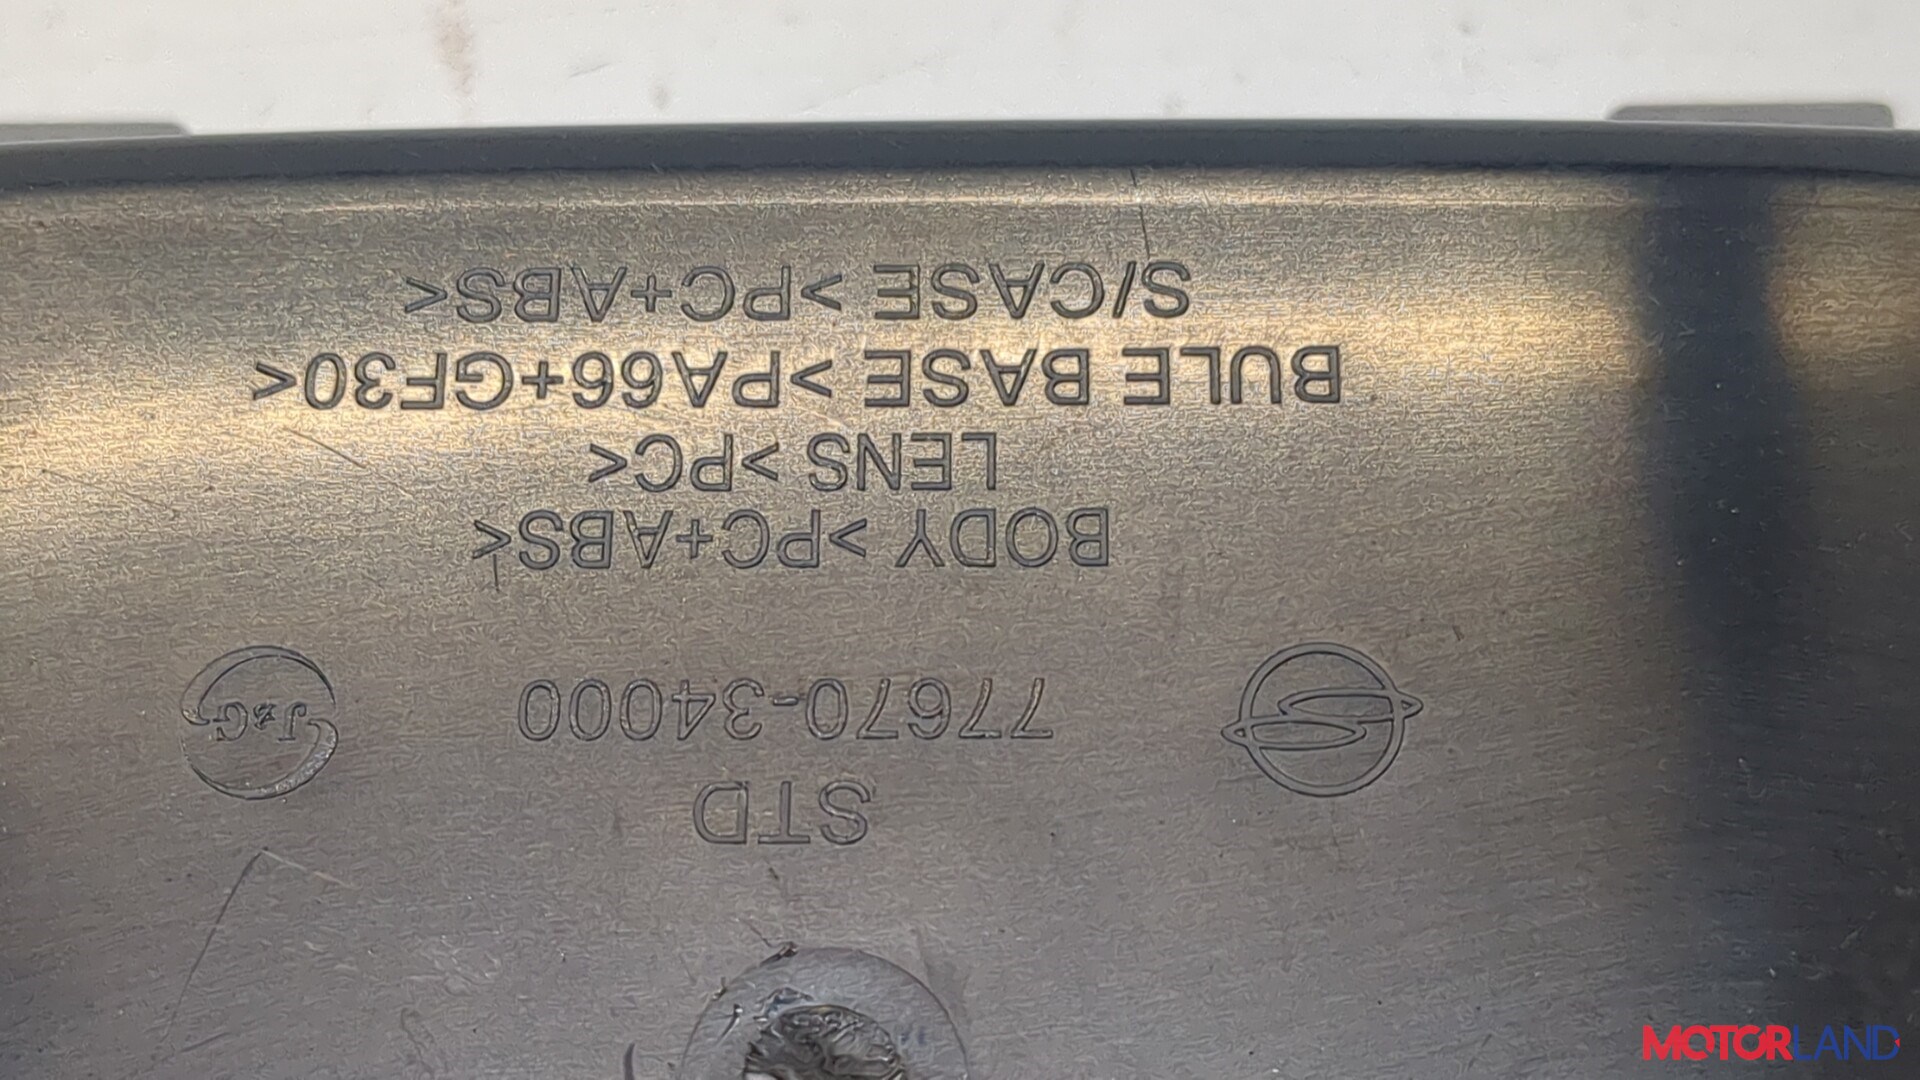 STD
77670-34000
J&G
BODY >PC+ABS<
LENS >PC<
BULE BASE >PA66+GF30<
S/CASE >PC+ABS<
MOTORLAND